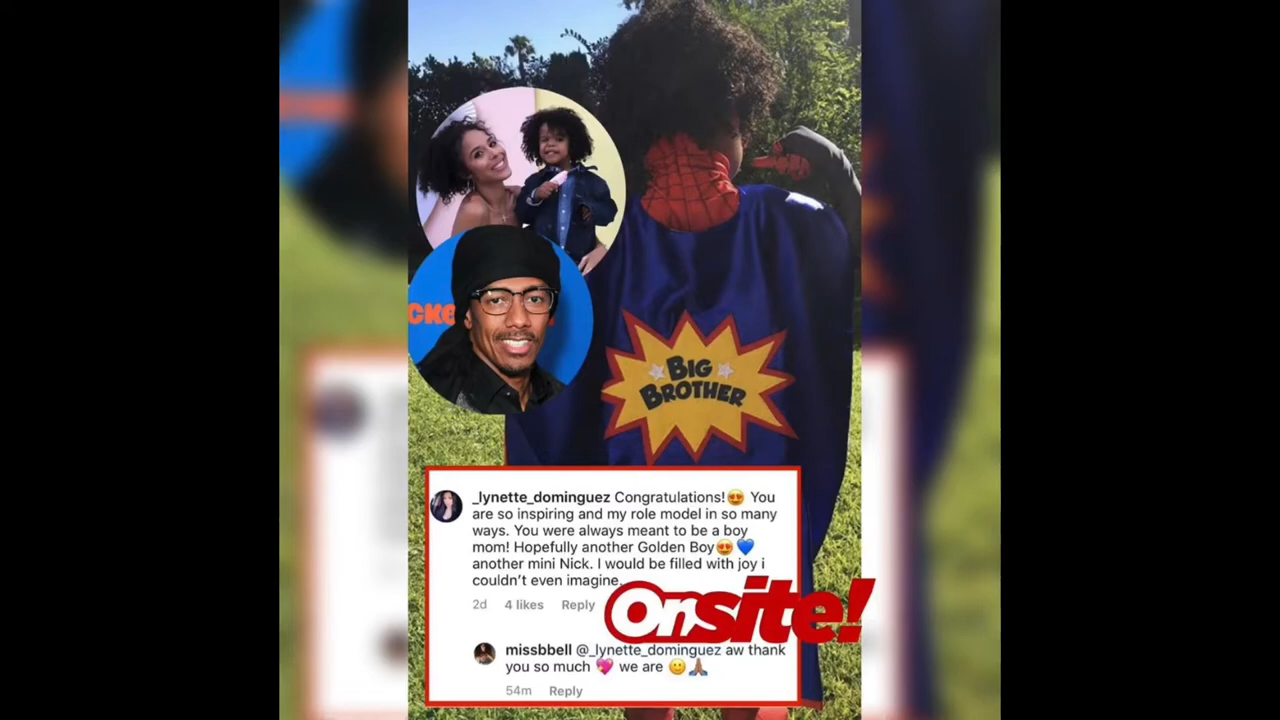 CKE
BIG
BROTHER
_lynette_dominguez Congratulations!😍 You
are so inspiring and my role model in so many
ways. You were always meant to be a boy
mom! Hopefully another Golden Boy😍💙
another mini Nick. I would be filled with joy i
couldn't even imagine.
2d 4 likes Reply
Onsite!
missbbell @_lynette_dominguez aw thank
you so much 💖 we are 🙂🙏🏽
54m Reply